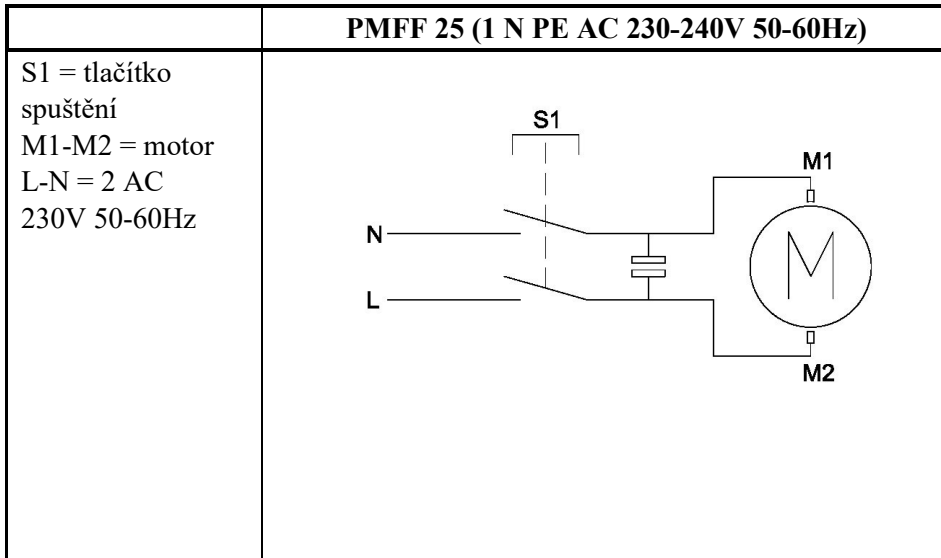 PMFF 25 (1 N PE AC 230-240V 50-60Hz)
S1 = tlačítko
spuštění
M1-M2 = motor
L-N = 2 AC
230V 50-60Hz
S1
M1
N
M
L
M2